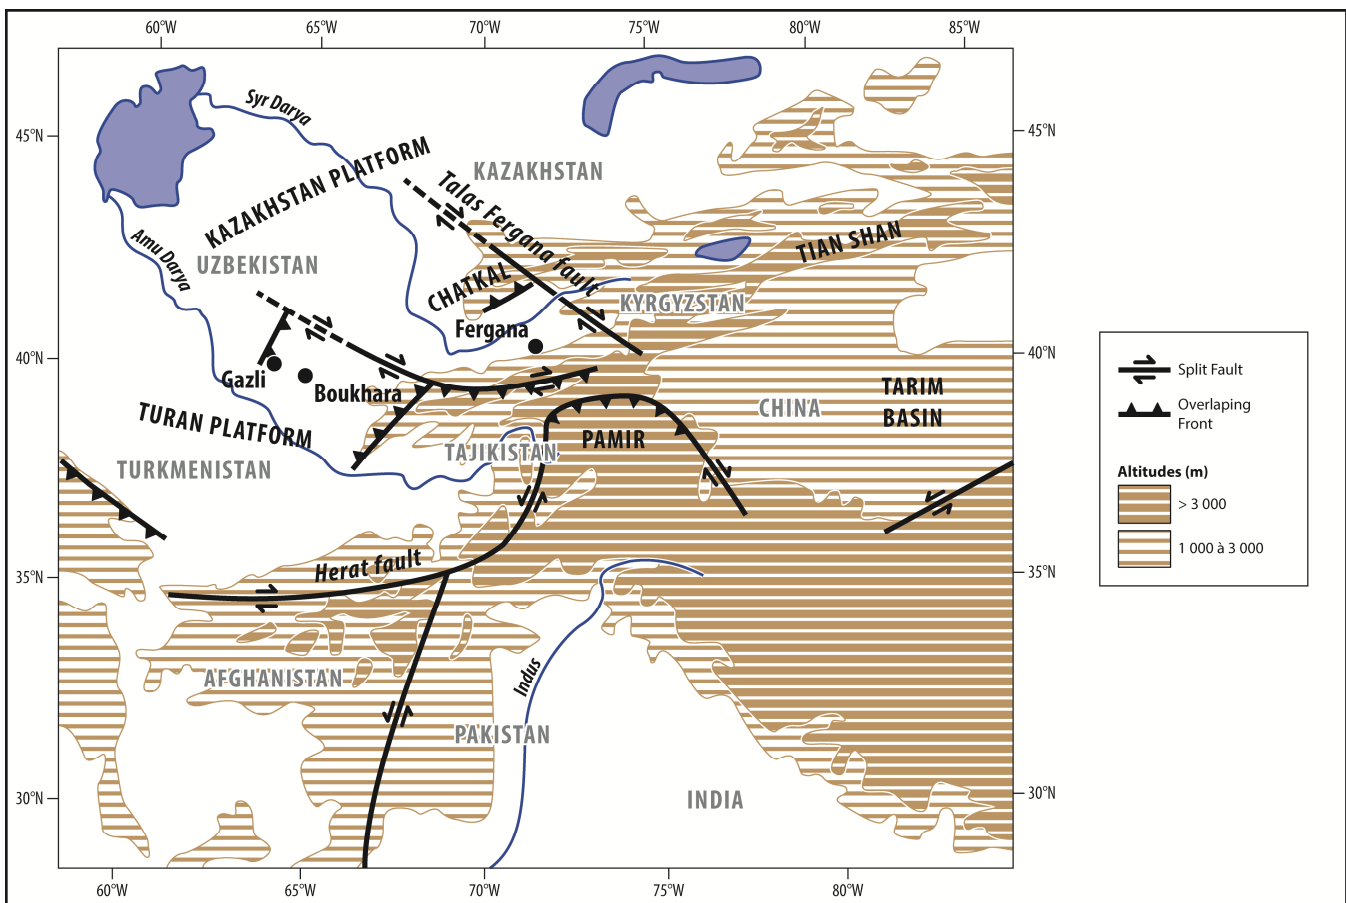 60°W 65°W 70°W 75°W 80°W 85°W
Syr Darya
45°N 45°N
KAZAKHSTAN PLATFORM
KAZAKHSTAN
Talas Fergana fault
Amu Darya
UZBEKISTAN
TIAN SHAN
CHATKAL
KYRGYZSTAN
Fergana
40°N 40°N
Gazli
Boukhara
TARIM
BASIN
CHINA
TURAN PLATFORM
PAMIR
TAJIKISTAN
TURKMENISTAN
Herat fault
35°N 35°N
AFGHANISTAN
Indus
PAKISTAN
30°N 30°N
INDIA
60°W 65°W 70°W 75°W 80°W
Split Fault
Overlaping
Front
Altitudes (m)
> 3 000
1 000 à 3 000